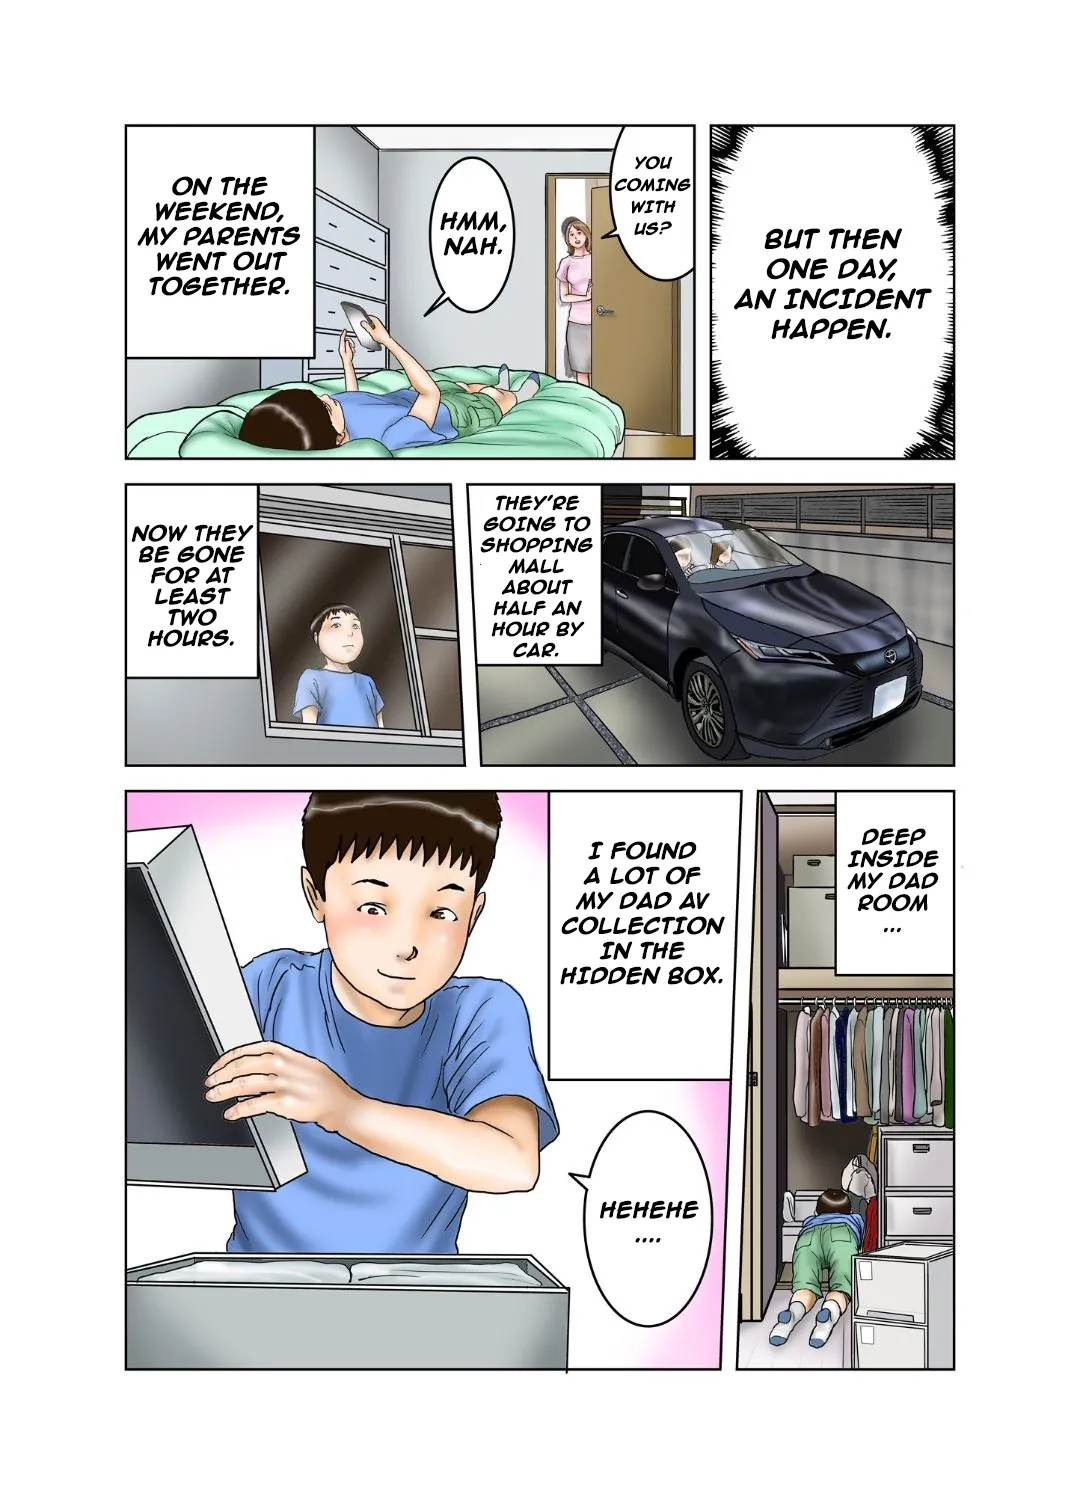 BUT THEN
ONE DAY,
AN INCIDENT
HAPPEN.
ON THE
WEEKEND,
MY PARENTS
WENT OUT
TOGETHER.
YOU
COMING
WITH
US?
HMM,
NAH.
THEY'RE
GOING TO
SHOPPING
MALL
ABOUT
HALF AN
HOUR BY
CAR.
NOW THEY
BE GONE
FOR AT
LEAST
TWO
HOURS.
DEEP
INSIDE
MY DAD
ROOM
...
I FOUND
A LOT OF
MY DAD AV
COLLECTION
IN THE
HIDDEN BOX.
HEHEHE
....